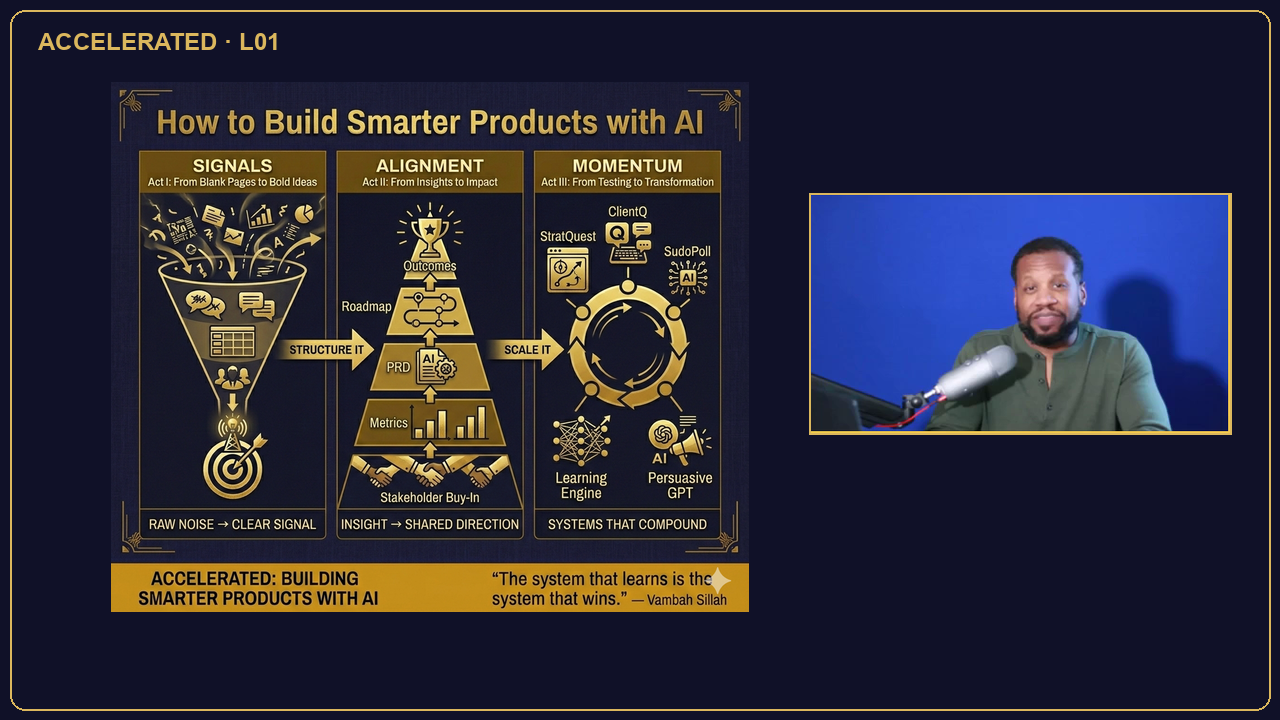 ACCELERATED · L01
How to Build Smarter Products with AI
SIGNALS
Act I: From Blank Pages to Bold Ideas
RAW NOISE → CLEAR SIGNAL
STRUCTURE IT
ALIGNMENT
Act II: From Insights to Impact
Outcomes
Roadmap
PRD
AI
Metrics
Stakeholder Buy-In
INSIGHT → SHARED DIRECTION
SCALE IT
MOMENTUM
Act III: From Testing to Transformation
ClientQ
Q
StratQuest
SudoPoll
AI
Learning
Engine
AI
Persuasive
GPT
SYSTEMS THAT COMPOUND
ACCELERATED: BUILDING
SMARTER PRODUCTS WITH AI
“The system that learns is the
system that wins.” — Vambah Sillah